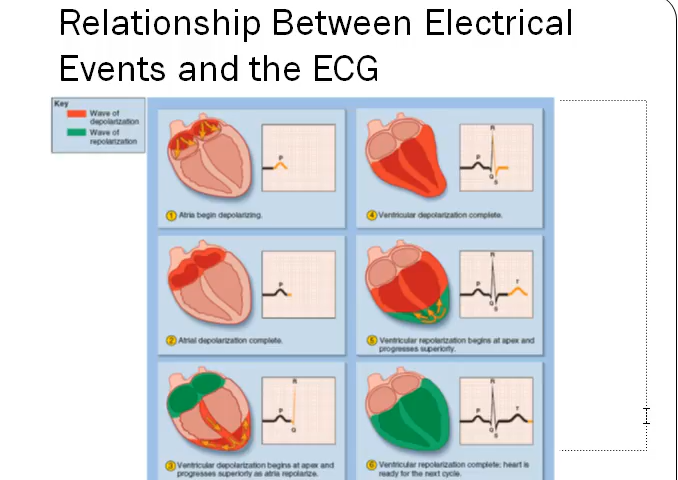 Relationship Between Electrical
Events and the ECG
Key
Wave of
depolarization
Wave of
repolarization
P
1 Atria begin depolarizing.
R
P
Q
S
4 Ventricular depolarization complete.
P
2 Atrial depolarization complete.
R
P
T
Q
S
5 Ventricular repolarization begins at apex and
progresses superiorly.
R
P
Q
3 Ventricular depolarization begins at apex and
progresses superiorly as atria repolarize.
R
P
T
Q
S
6 Ventricular repolarization complete; heart is
ready for the next cycle.